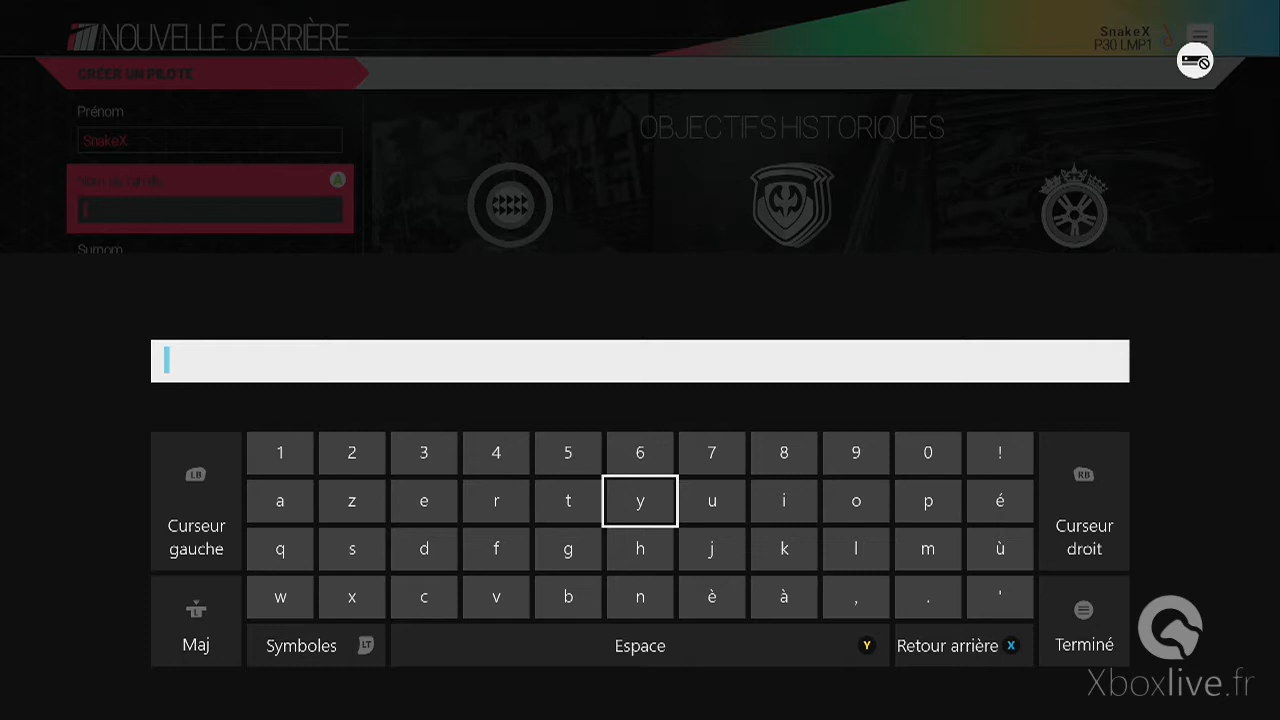 NOUVELLE CARRIÈRE
SnakeX
P30 LMP1
CRÉER UN PILOTE
Prénom
SnakeX
Nom de famille
A
Surnom
OBJECTIFS HISTORIQUES
1 2 3 4 5 6 7 8 9 0 !
a z e r t y u i o p é
q s d f g h j k l m ù
w x c v b n è à , . '
LB
Curseur
gauche
L
Maj
Symboles LT
Espace Y
Retour arrière X
RB
Curseur
droit
Terminé
Xboxlive.fr